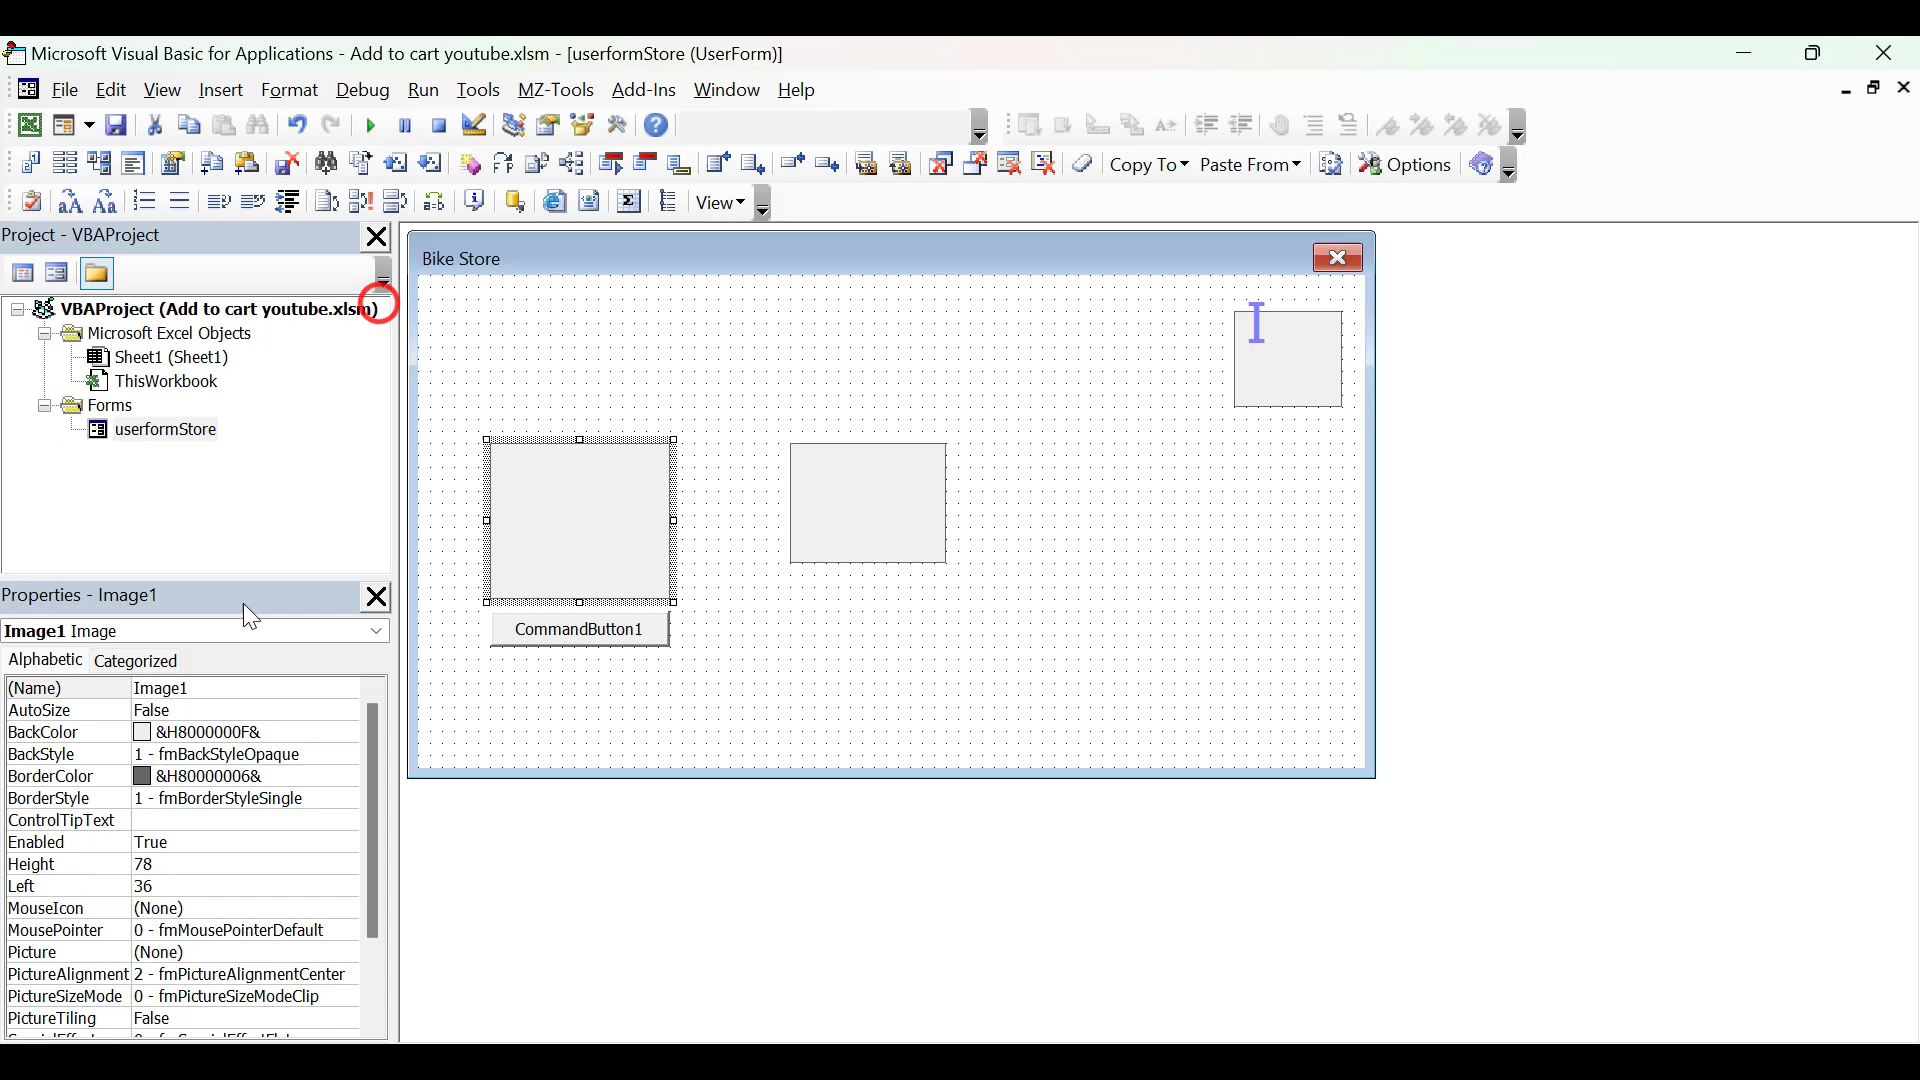 Microsoft Visual Basic for Applications - Add to cart youtube.xlsm - [userformStore (UserForm)]
File Edit View Insert Format Debug Run Tools MZ-Tools Add-Ins Window Help
Copy To Paste From Options
View
Project - VBAProject
VBAProject (Add to cart youtube.xlsm)
Microsoft Excel Objects
Sheet1 (Sheet1)
ThisWorkbook
Forms
userformStore
Properties - Image1
Image1 Image
Alphabetic Categorized
(Name) Image1
AutoSize False
BackColor &H8000000F&
BackStyle 1 - fmBackStyleOpaque
BorderColor &H80000006&
BorderStyle 1 - fmBorderStyleSingle
ControlTipText
Enabled True
Height 78
Left 36
MouseIcon (None)
MousePointer 0 - fmMousePointerDefault
Picture (None)
PictureAlignment 2 - fmPictureAlignmentCenter
PictureSizeMode 0 - fmPictureSizeModeClip
PictureTiling False
Bike Store
CommandButton1